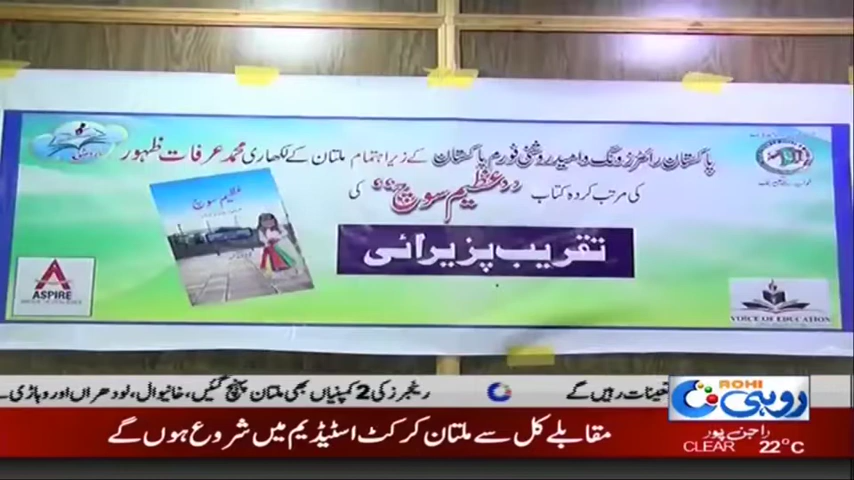 پاکستان رائٹرز ونگ و امید روشنی فورم پاکستان کے زیر اہتمام ملتان کے لکھاری محمد عرفات ظہور
کی مرتب کردہ کتاب ”عظیم سوچ“ کی
تقریب پزیرائی
عظیم سوچ
ASPIRE
VOICE OF EDUCATION
تعینات رہیں گے
رینجرز کی 2 کمپنیاں بھی ملتان پہنچ گئیں، خانیوال، لودھراں اور وہاڑی
ROHI
روہی
مقابلے کل سے ملتان کرکٹ اسٹیڈیم میں شروع ہوں گے
راجن پور
CLEAR 22°C